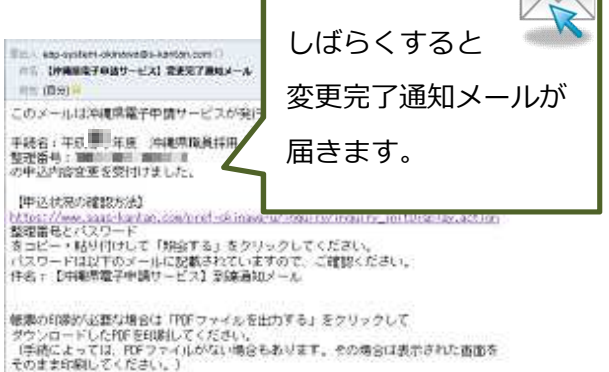 しばらくすると
変更完了通知メールが
届きます。
件名 【沖縄県電子申請サービス】変更完了通知メール
宛先 (自分)
このメールは沖縄県電子申請サービスが発行
手続名:平成 年度 沖縄県職員採用
整理番号:
の申込内容変更を受付けました。
【申込状況の確認方法】
整理番号とパスワード
をコピー・貼り付けして「照会する」をクリックしてください。
パスワードは以下のメールに記載されていますので、ご確認ください。
件名:【沖縄県電子申請サービス】到達通知メール
帳票の印刷が必要な場合は「PDFファイルを出力する」をクリックして
ダウンロードしたPDFを印刷してください。
(手続によっては、PDFファイルがない場合もあります。その場合は表示された画面を
そのまま印刷してください。)